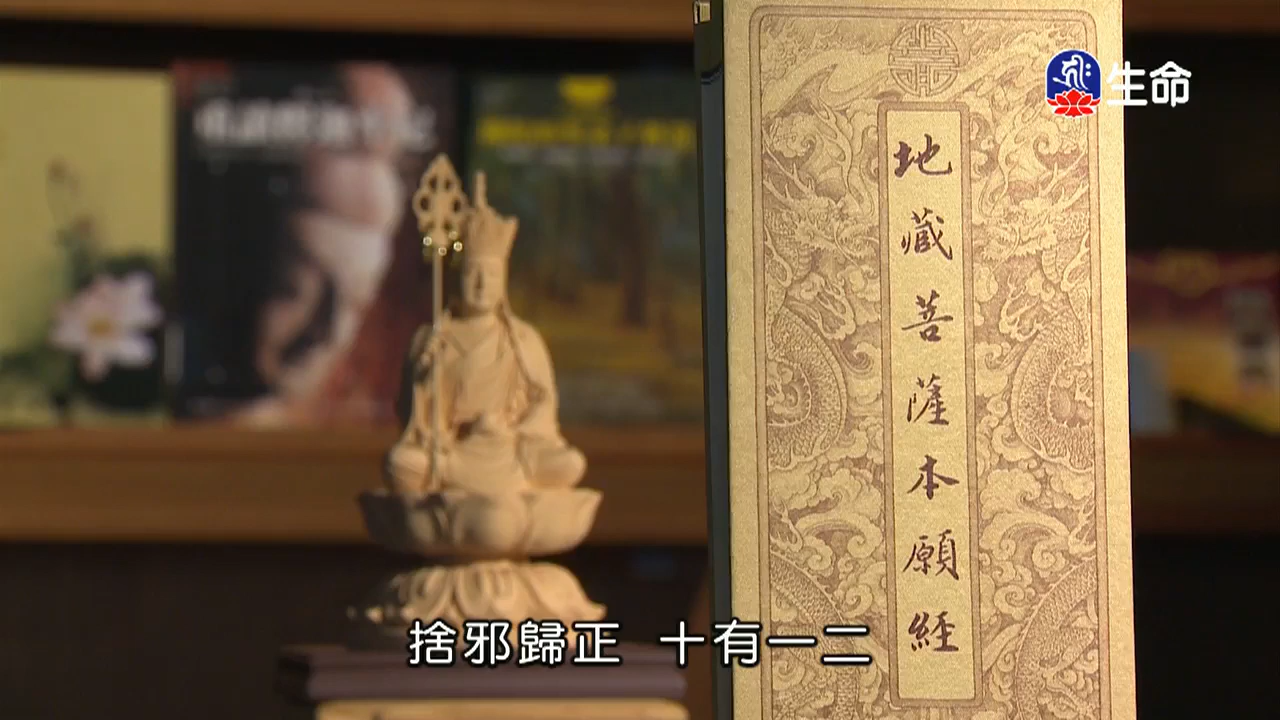 生命
地藏菩薩本願經
捨邪歸正 十有一二